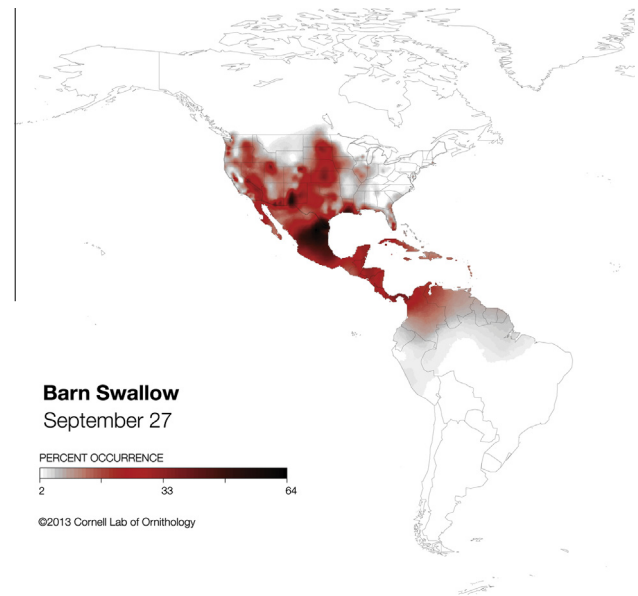 Barn Swallow
September 27
PERCENT OCCURRENCE
2 33 64
©2013 Cornell Lab of Ornithology